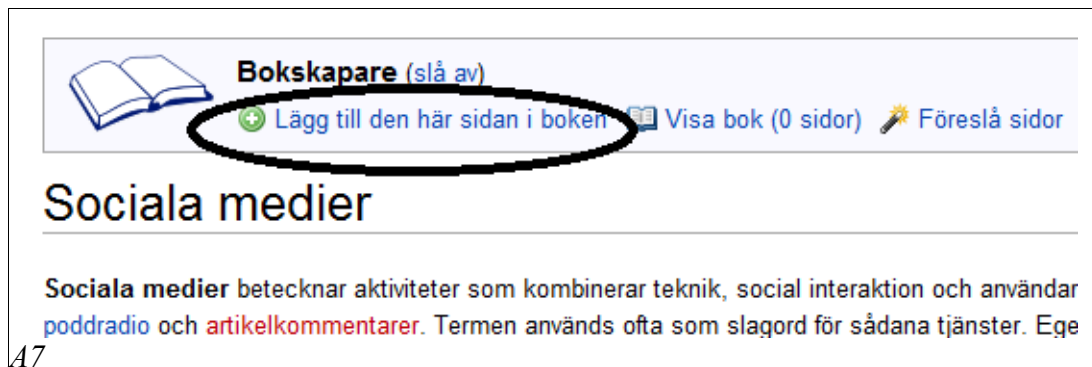 Bokskapare (slå av)
Lägg till den här sidan i boken Visa bok (0 sidor) Föreslå sidor
Sociala medier
Sociala medier betecknar aktiviteter som kombinerar teknik, social interaktion och användar
poddradio och artikelkommentarer. Termen används ofta som slagord för sådana tjänster. Ege
A7